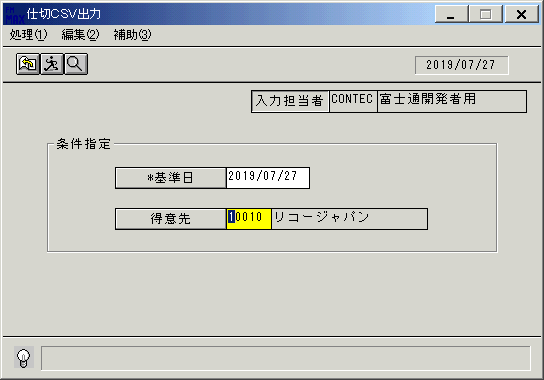 仕切CSV出力
処理(1) 編集(2) 補助(3)
2019/07/27
入力担当者 CONTEC 富士通開発者用
条件指定
*基準日 2019/07/27
得意先 10010 リコージャパン